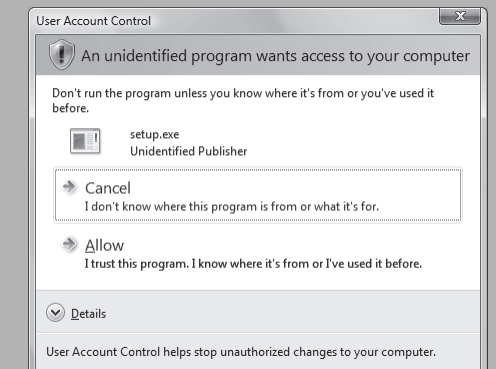 User Account Control
An unidentified program wants access to your computer
Don't run the program unless you know where it's from or you've used it
before.
setup.exe
Unidentified Publisher
Cancel
I don't know where this program is from or what it's for.
Allow
I trust this program. I know where it's from or I've used it before.
Details
User Account Control helps stop unauthorized changes to your computer.